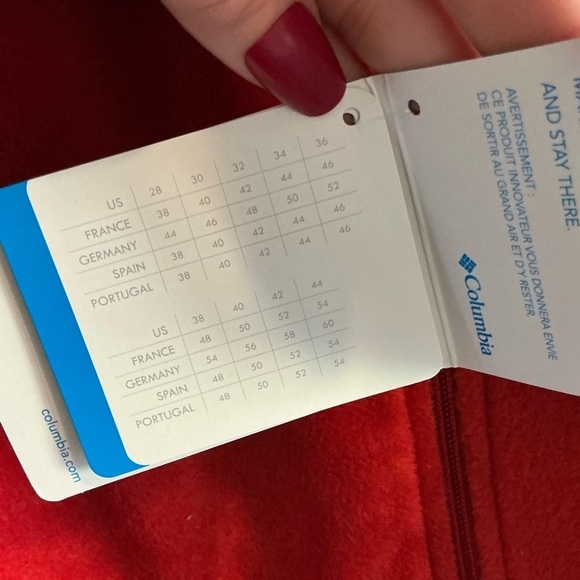 US 28 30 32 34 36
FRANCE 38 40 42 44 46
GERMANY 44 46 48 50 52
SPAIN 38 40 42 44 46
PORTUGAL 38 40 42 44 46
US 38 40 42 44
FRANCE 48 50 52 54
GERMANY 54 56 58 60
SPAIN 48 50 52 54
PORTUGAL 48 50 52 54
columbia.com
AND STAY THERE.
AVERTISSEMENT :
CE PRODUIT INNOVATEUR VOUS DONNERA ENVIE
DE SORTIR AU GRAND AIR ET D'Y RESTER.
Columbia